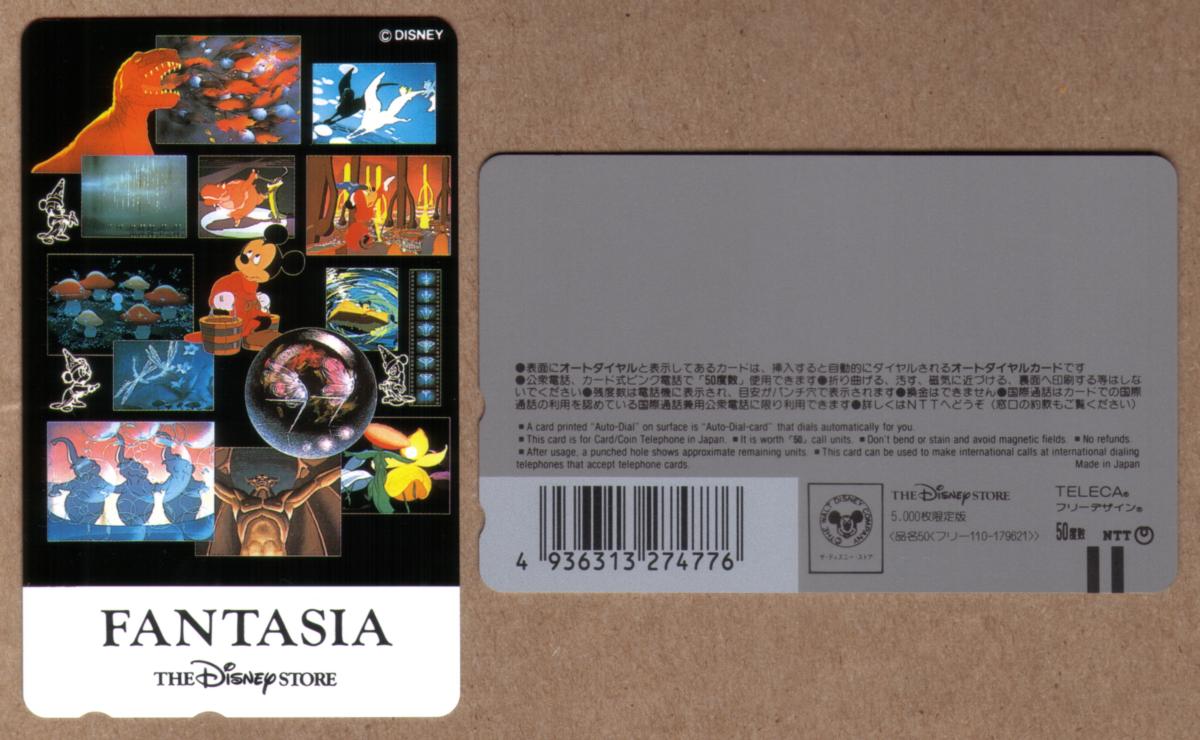 © DISNEY
FANTASIA
THE DISNEY STORE
●表面にオートダイヤルと表示してあるカードは、挿入すると自動的にダイヤルされるオートダイヤルカードです
●公衆電話、カード式ピンク電話で「50度数」使用できます●折り曲げる、汚す、磁気に近づける、裏面へ印刷する等はしな
いでください●残度数は電話機に表示され、目安がパンチ穴で表示されます●換金はできません●国際通話はカードでの国際
通話の利用を認めている国際通話兼用公衆電話に限り利用できます●詳しくはNTTへどうぞ（窓口の約款もご覧ください）
■ A card printed "Auto-Dial" on surface is "Auto-Dial-card" that dials automatically for you.
■ This card is for Card/Coin Telephone in Japan. ■ It is worth "50」 call units. ■ Don't bend or stain and avoid magnetic fields. ■ No refunds.
■ After usage, a punched hole shows approximate remaining units. ■ This card can be used to make international calls at international dialing
telephones that accept telephone cards. Made in Japan
4 936313 274776
©THE WALT DISNEY COMPANY
ザ・ディズニー・ストア
THE DISNEY STORE
5,000枚限定版
〈品名50〈フリー110-179621〉〉
TELECA®
フリーデザイン®
50度数 NTT